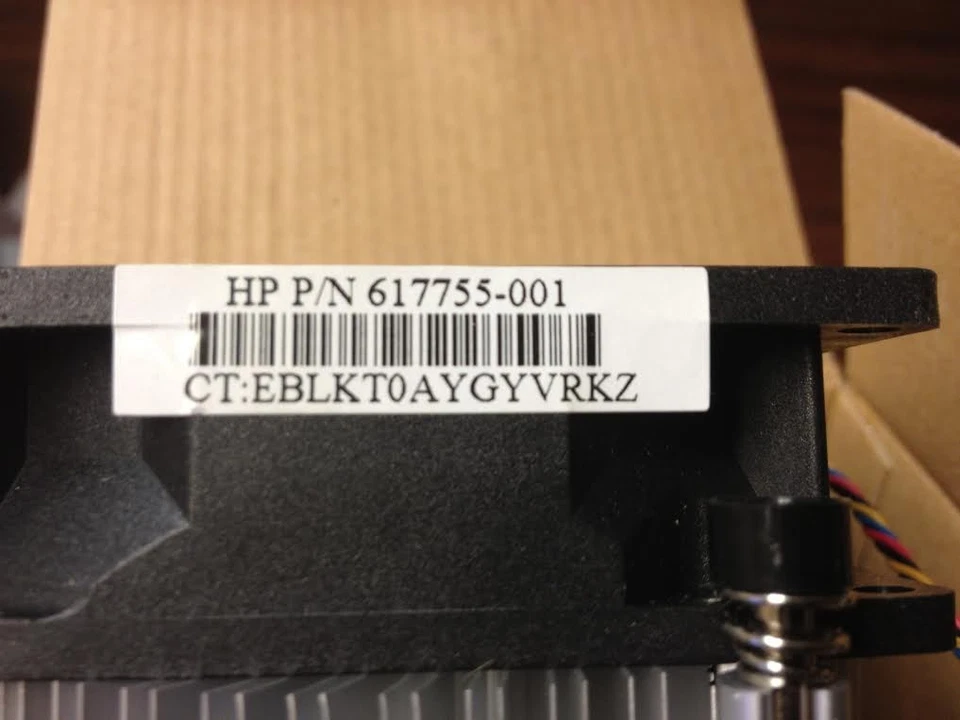 HP P/N 617755-001
CT:EBLKT0AYGYVRKZ